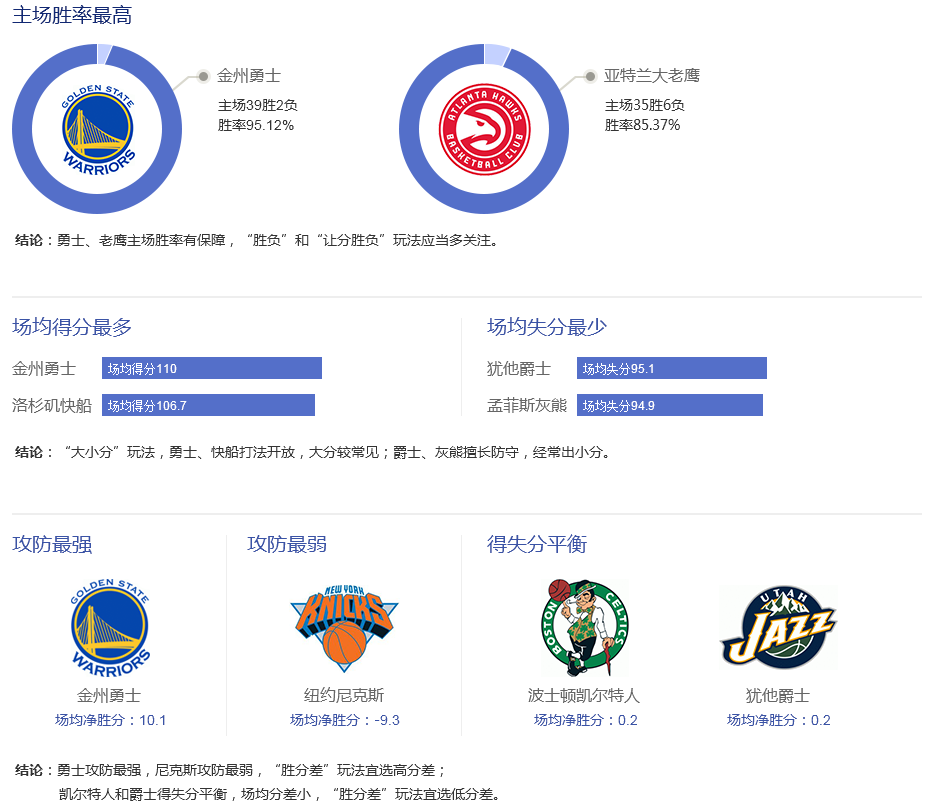 主场胜率最高
GOLDEN STATE
WARRIORS
金州勇士
主场39胜2负
胜率95.12%
ATLANTA HAWKS
BASKETBALL CLUB
亚特兰大老鹰
主场35胜6负
胜率85.37%
结论：勇士、老鹰主场胜率有保障，“胜负”和“让分胜负”玩法应当多关注。
场均得分最多
金州勇士 场均得分110
洛杉矶快船 场均得分106.7
场均失分最少
犹他爵士 场均失分95.1
孟菲斯灰熊 场均失分94.9
结论：“大小分”玩法，勇士、快船打法开放，大分较常见；爵士、灰熊擅长防守，经常出小分。
攻防最强
GOLDEN STATE
WARRIORS
金州勇士
场均净胜分：10.1
攻防最弱
NEW YORK
KNICKS
纽约尼克斯
场均净胜分：-9.3
得失分平衡
BOSTON CELTICS
波士顿凯尔特人
场均净胜分：0.2
UTAH
JAZZ
犹他爵士
场均净胜分：0.2
结论：勇士攻防最强，尼克斯攻防最弱，“胜分差”玩法宜选高分差；
凯尔特人和爵士得失分平衡，场均分差小，“胜分差”玩法宜选低分差。